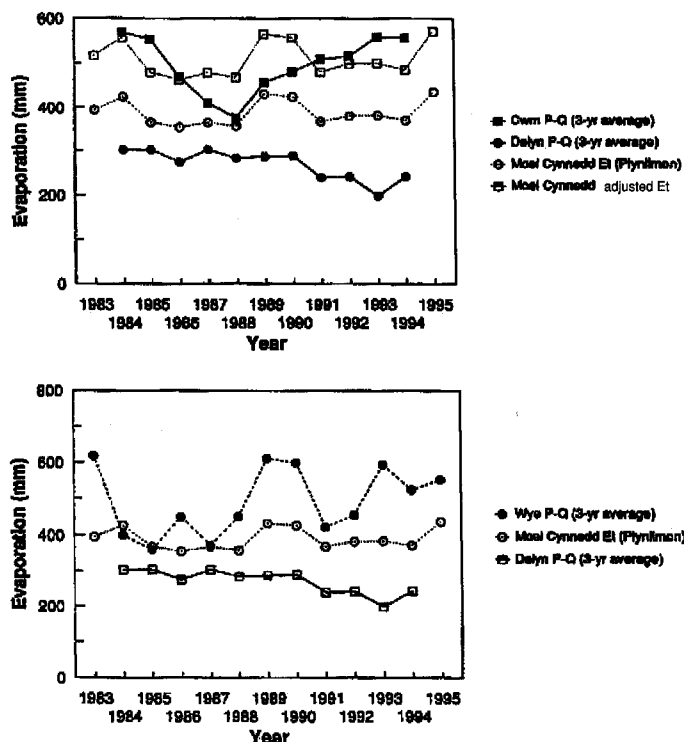 600
400
200
0
Evaporation (mm)
1983 1985 1986 1987 1989 1991 1983 1995
1984 1985 1988 1990 1992 1994
Year
Cwm P-Q (3-yr average)
Delyn P-Q (3-yr average)
Moel Cynnedd Et (Plynlimon)
Moel Cynnedd adjusted Et
800
600
400
200
0
Evaporation (mm)
1983 1985 1987 1989 1991 1993 1995
1984 1986 1988 1990 1992 1994
Year
Wye P-Q (3-yr average)
Moel Cynnedd Et (Plynlimon)
Delyn P-Q (3-yr average)